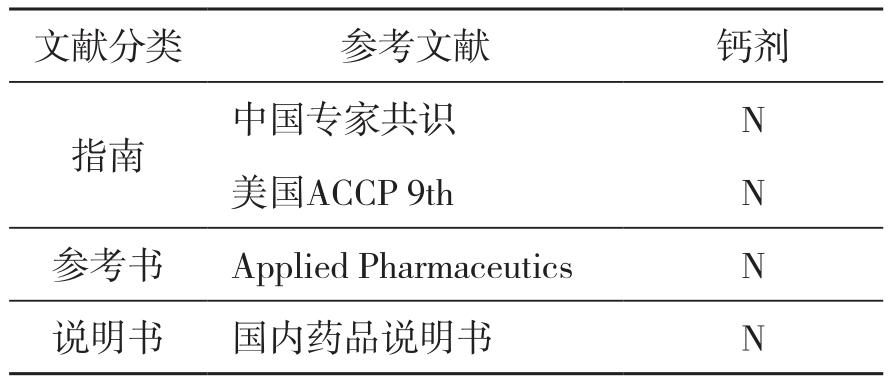 文献分类 参考文献 钙剂
指南 中国专家共识 N
美国ACCP 9th N
参考书 Applied Pharmaceutics N
说明书 国内药品说明书 N